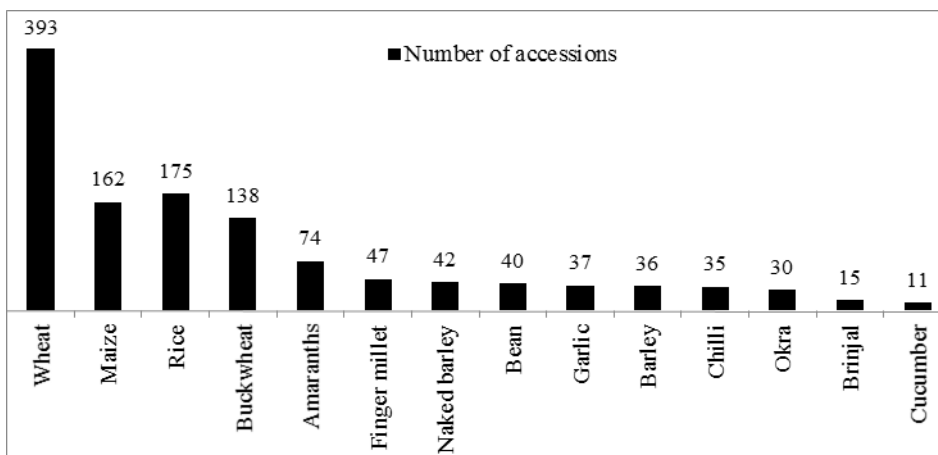 393
Number of accessions
162
175
138
74
47
42
40
37
36
35
30
15
11
Wheat
Maize
Rice
Buckwheat
Amaranths
Finger millet
Naked barley
Bean
Garlic
Barley
Chilli
Okra
Brinjal
Cucumber